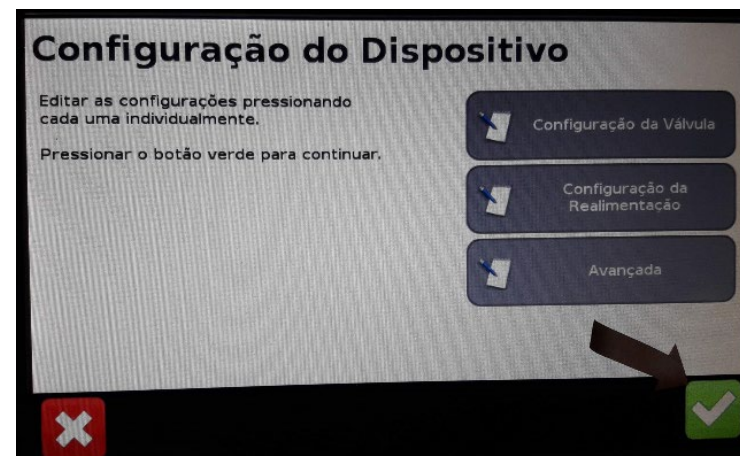 Configuração do Dispositivo
Editar as configurações pressionando
cada uma individualmente.
Pressionar o botão verde para continuar.
Configuração da Válvula
Configuração da
Realimentação
Avançada